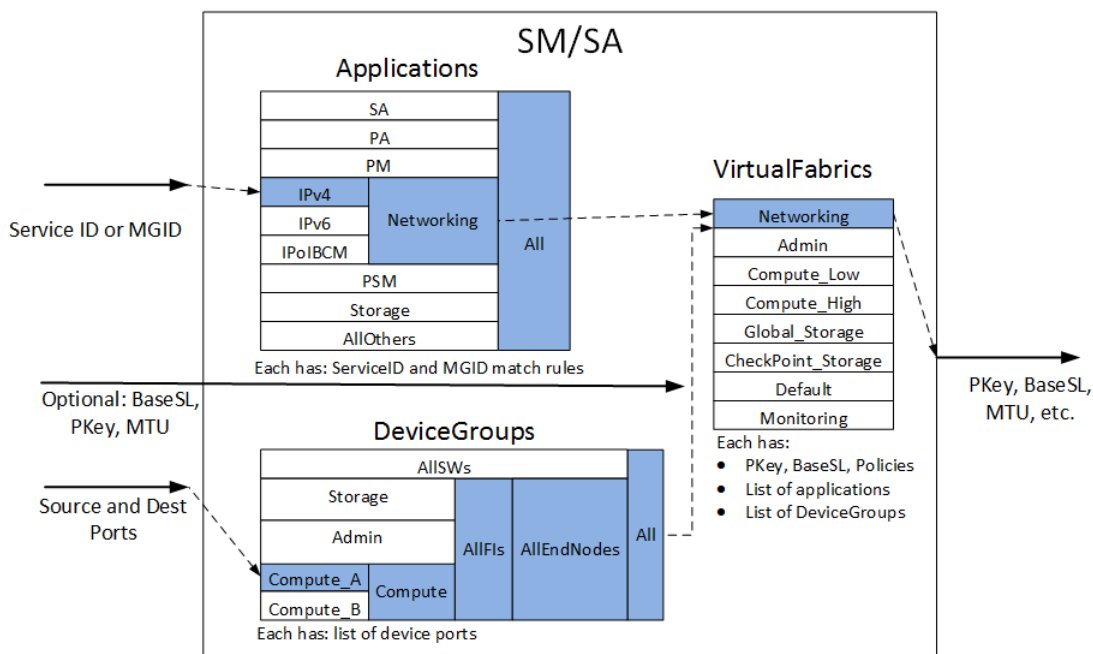 SM/SA
Applications
SA
PA
PM
IPv4
IPv6
IPoIBCM
Networking
PSM
Storage
AllOthers
All
Each has: ServiceID and MGID match rules
Service ID or MGID
Optional: BaseSL,
PKey, MTU
Source and Dest
Ports
DeviceGroups
AllSWs
Storage
Admin
Compute_A
Compute_B
Compute
AllFIs
AllEndNodes
All
Each has: list of device ports
VirtualFabrics
Networking
Admin
Compute_Low
Compute_High
Global_Storage
CheckPoint_Storage
Default
Monitoring
Each has:
• PKey, BaseSL, Policies
• List of applications
• List of DeviceGroups
PKey, BaseSL,
MTU, etc.